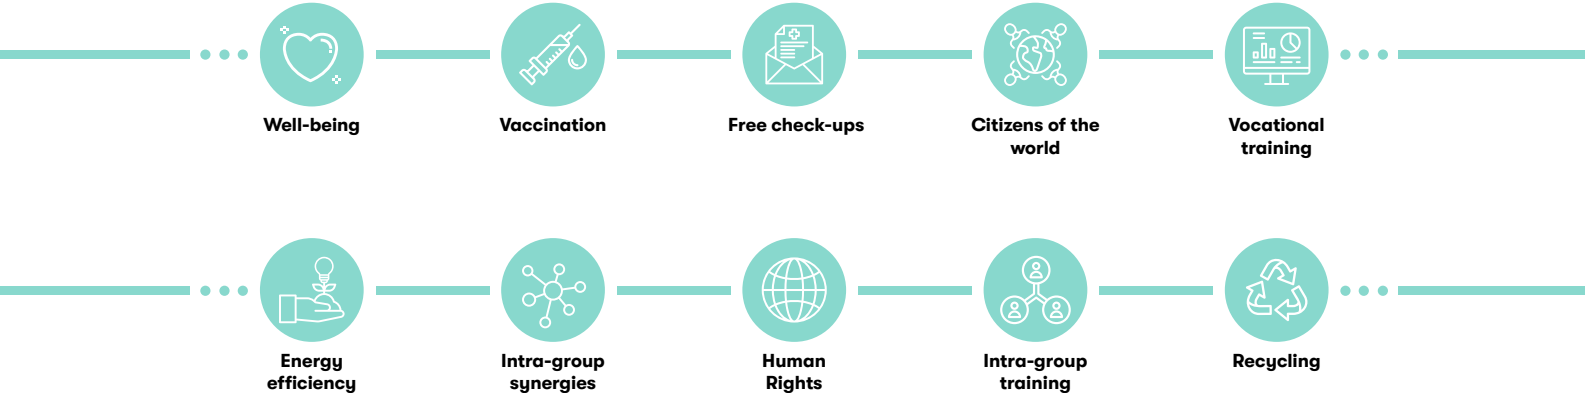 Well-being
Vaccination
Free check-ups
Citizens of the
world
Vocational
training
Energy
efficiency
Intra-group
synergies
Human
Rights
Intra-group
training
Recycling